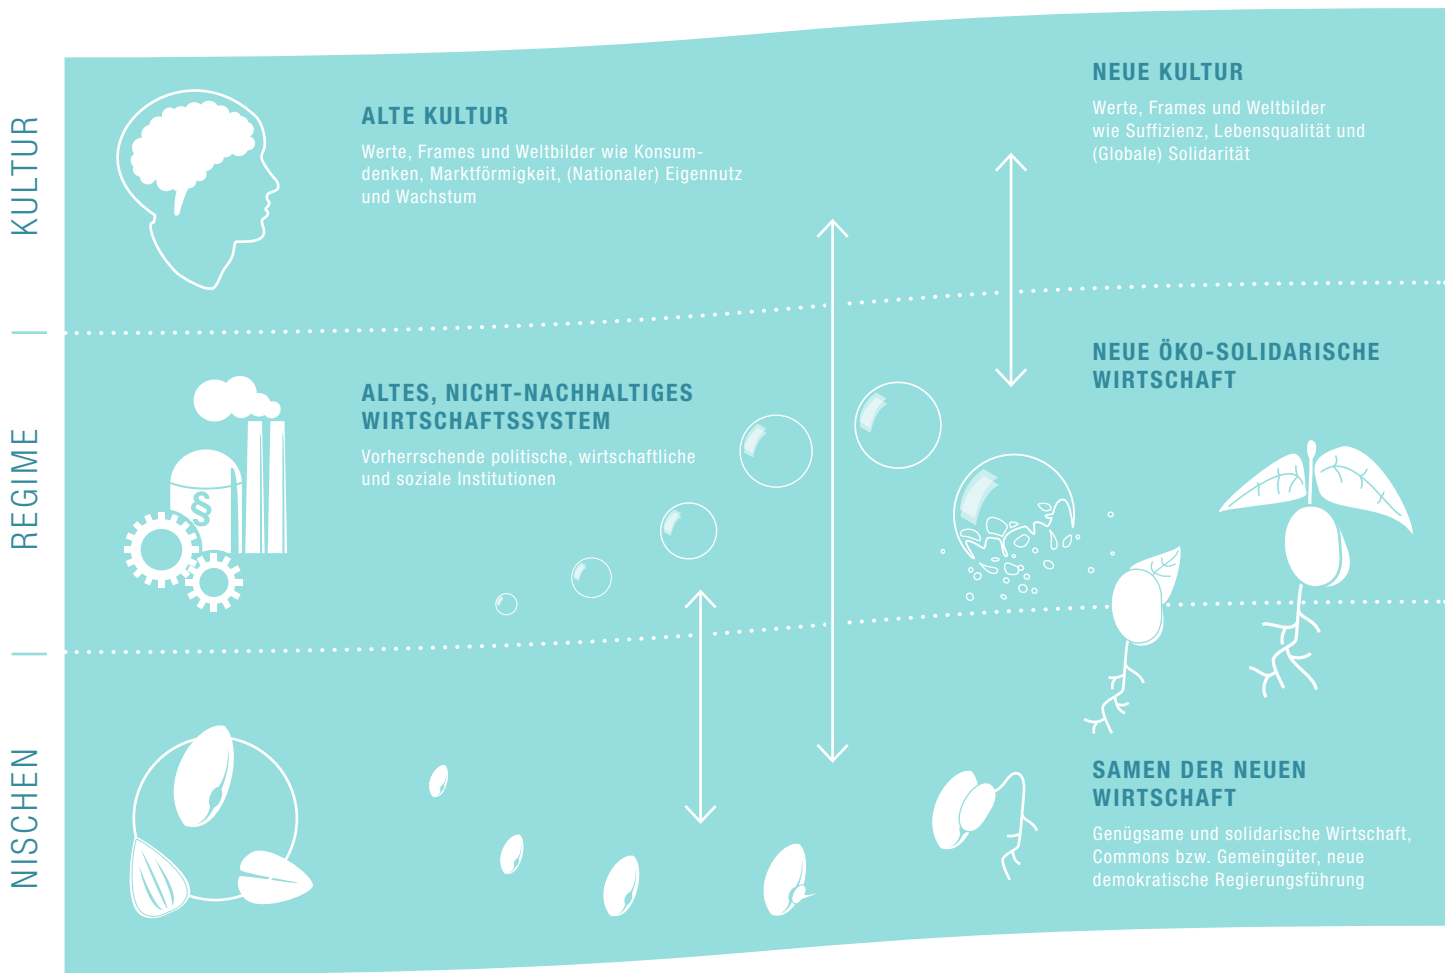 KULTUR
ALTE KULTUR
Werte, Frames und Weltbilder wie Konsum-
denken, Marktförmigkeit, (Nationaler) Eigennutz
und Wachstum
NEUE KULTUR
Werte, Frames und Weltbilder
wie Suffizienz, Lebensqualität und
(Globale) Solidarität
REGIME
§
ALTES, NICHT-NACHHALTIGES
WIRTSCHAFTSSYSTEM
Vorherrschende politische, wirtschaftliche
und soziale Institutionen
NEUE ÖKO-SOLIDARISCHE
WIRTSCHAFT
NISCHEN
SAMEN DER NEUEN
WIRTSCHAFT
Genügsame und solidarische Wirtschaft,
Commons bzw. Gemeingüter, neue
demokratische Regierungsführung